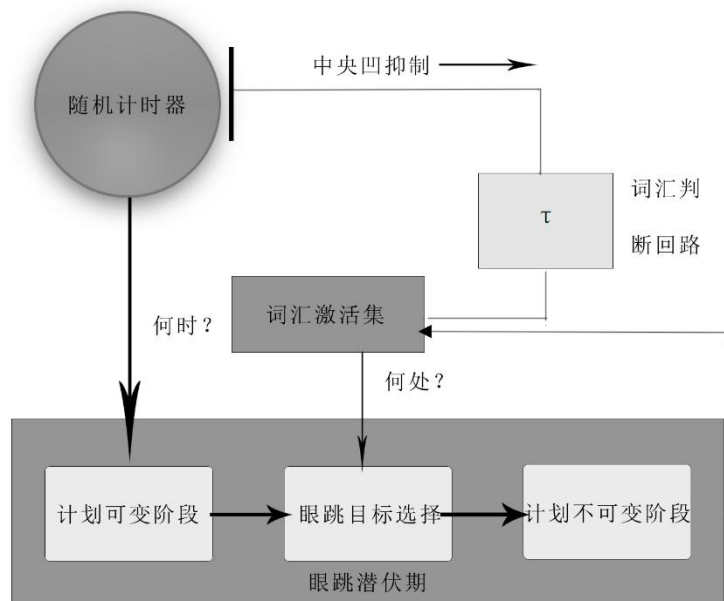 中央凹抑制
随机计时器
词汇判
τ
断回路
词汇激活集
何时？
何处？
计划可变阶段
眼跳目标选择
计划不可变阶段
眼跳潜伏期